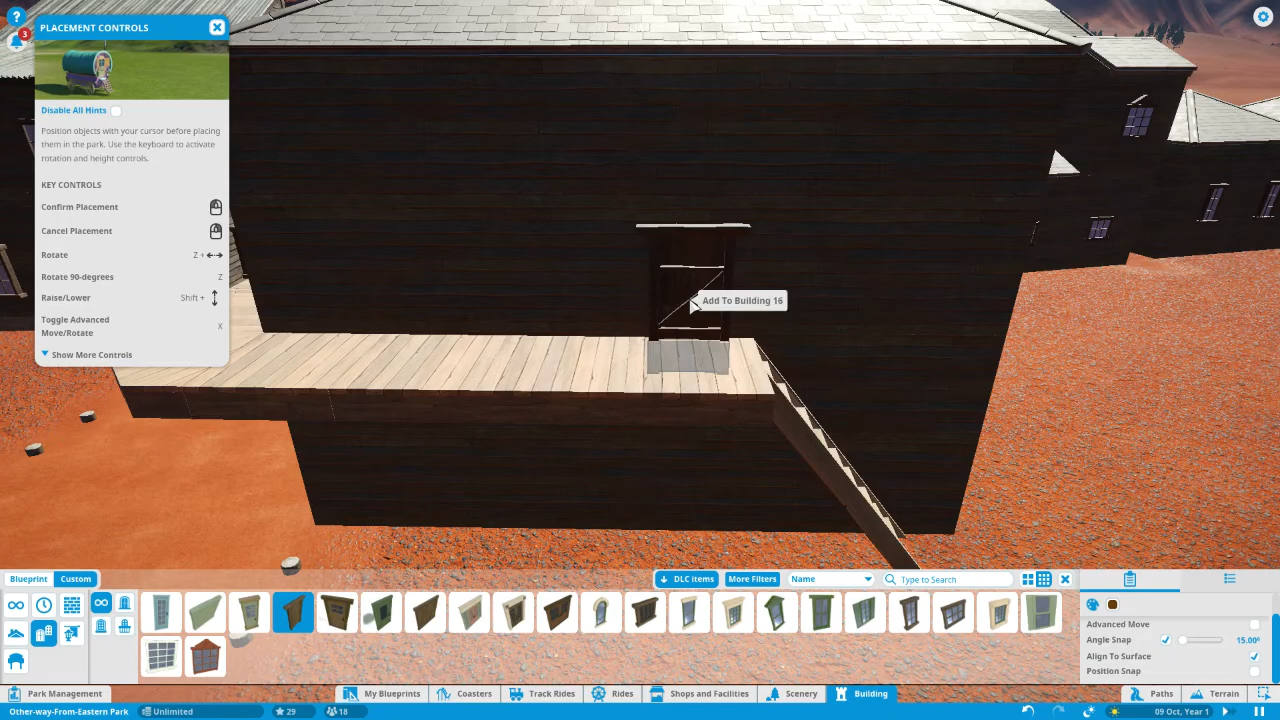 ?
PLACEMENT CONTROLS
3
Disable All Hints
Position objects with your cursor before placing
them in the park. Use the keyboard to activate
rotation and height controls.
KEY CONTROLS
Confirm Placement
Cancel Placement
Rotate Z +
Rotate 90-degrees Z
Raise/Lower Shift +
Toggle Advanced
Move/Rotate X
Show More Controls
Add To Building 16
Blueprint Custom DLC items More Filters Name Type to Search
Advanced Move
Angle Snap 15.00°
Align To Surface
Position Snap
Park Management My Blueprints Coasters Track Rides Rides Shops and Facilities Scenery Building Paths Terrain
Other-way-From-Eastern Park Unlimited 29 18 09 Oct, Year 1